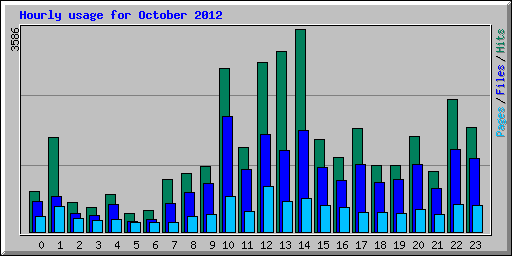 Hourly usage for October 2012
3586
Pages / Files / Hits
0 1 2 3 4 5 6 7 8 9 10 11 12 13 14 15 16 17 18 19 20 21 22 23